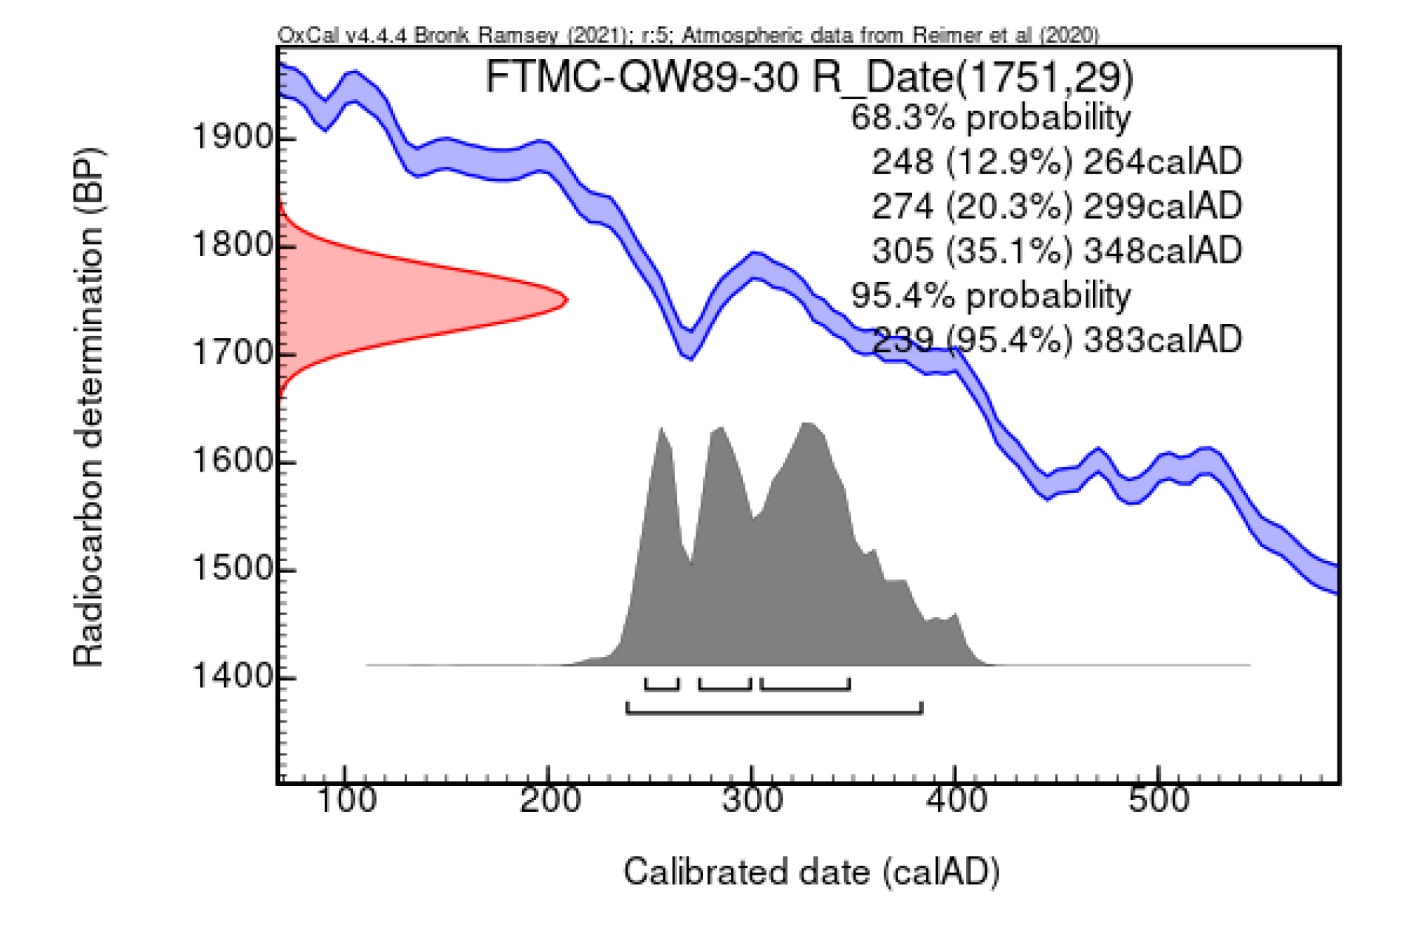 OxCal v4.4.4 Bronk Ramsey (2021); r:5; Atmospheric data from Reimer et al (2020)
FTMC-QW89-30 R_Date(1751,29)
68.3% probability
248 (12.9%) 264calAD
274 (20.3%) 299calAD
305 (35.1%) 348calAD
95.4% probability
239 (95.4%) 383calAD
Radiocarbon determination (BP)
1900
1800
1700
1600
1500
1400
100 200 300 400 500
Calibrated date (calAD)